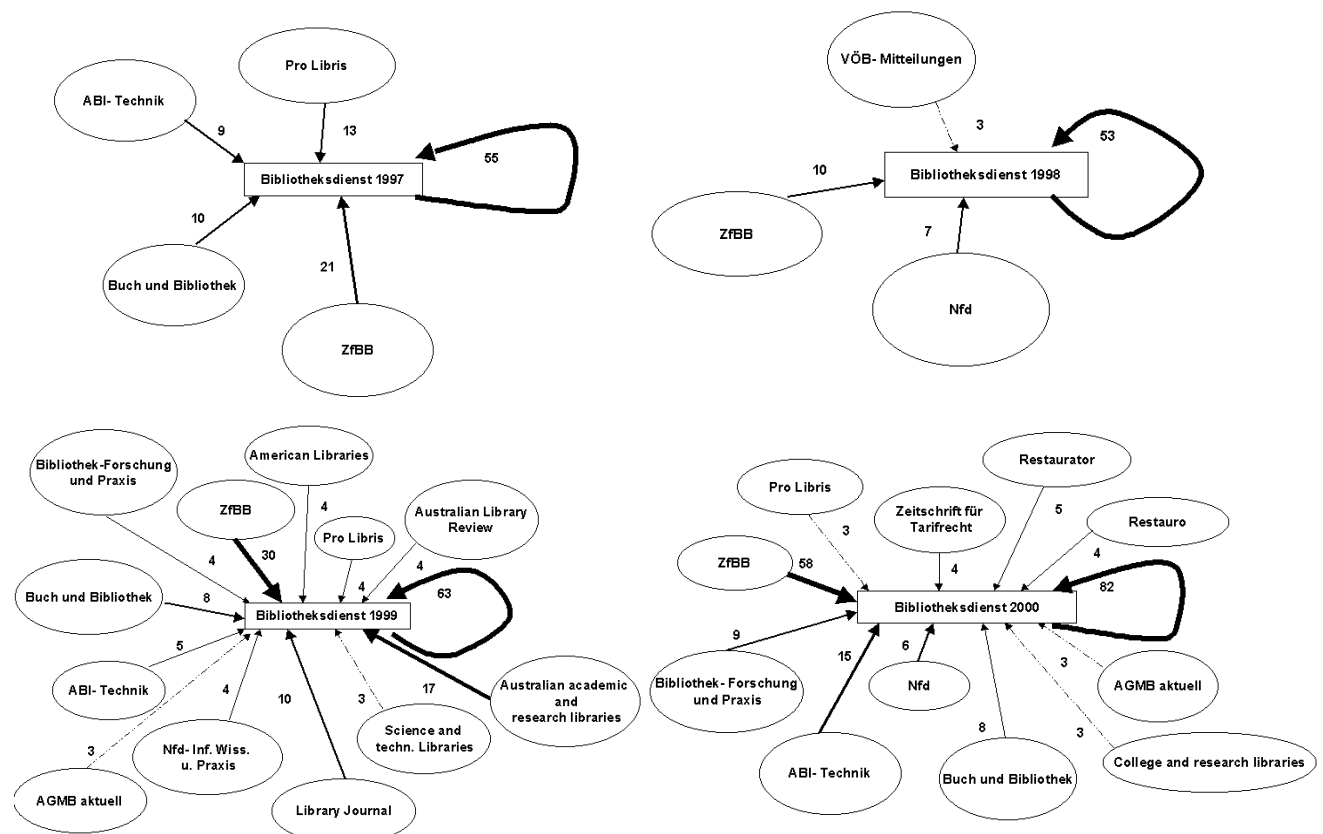 Pro Libris
ABI- Technik
9
13
55
Bibliotheksdienst 1997
10
21
Buch und Bibliothek
ZfBB
VÖB- Mitteilungen
3
53
10
Bibliotheksdienst 1998
ZfBB
7
Nfd
American Libraries
Bibliothek-Forschung
und Praxis
ZfBB
4
Australian Library
Review
Pro Libris
4
30
4
4
63
Buch und Bibliothek
8
Bibliotheksdienst 1999
5
ABI- Technik
4
10
3
17
Australian academic
and
research libraries
Science and
techn. Libraries
3
Nfd- Inf. Wiss.
u. Praxis
AGMB aktuell
Library Journal
Restaurator
Pro Libris
Zeitschrift für
Tarifrecht
5
Restauro
3
ZfBB
58
4
4
82
Bibliotheksdienst 2000
9
15
6
3
Bibliothek- Forschung
und Praxis
Nfd
AGMB aktuell
8
3
ABI- Technik
Buch und Bibliothek
College and research libraries